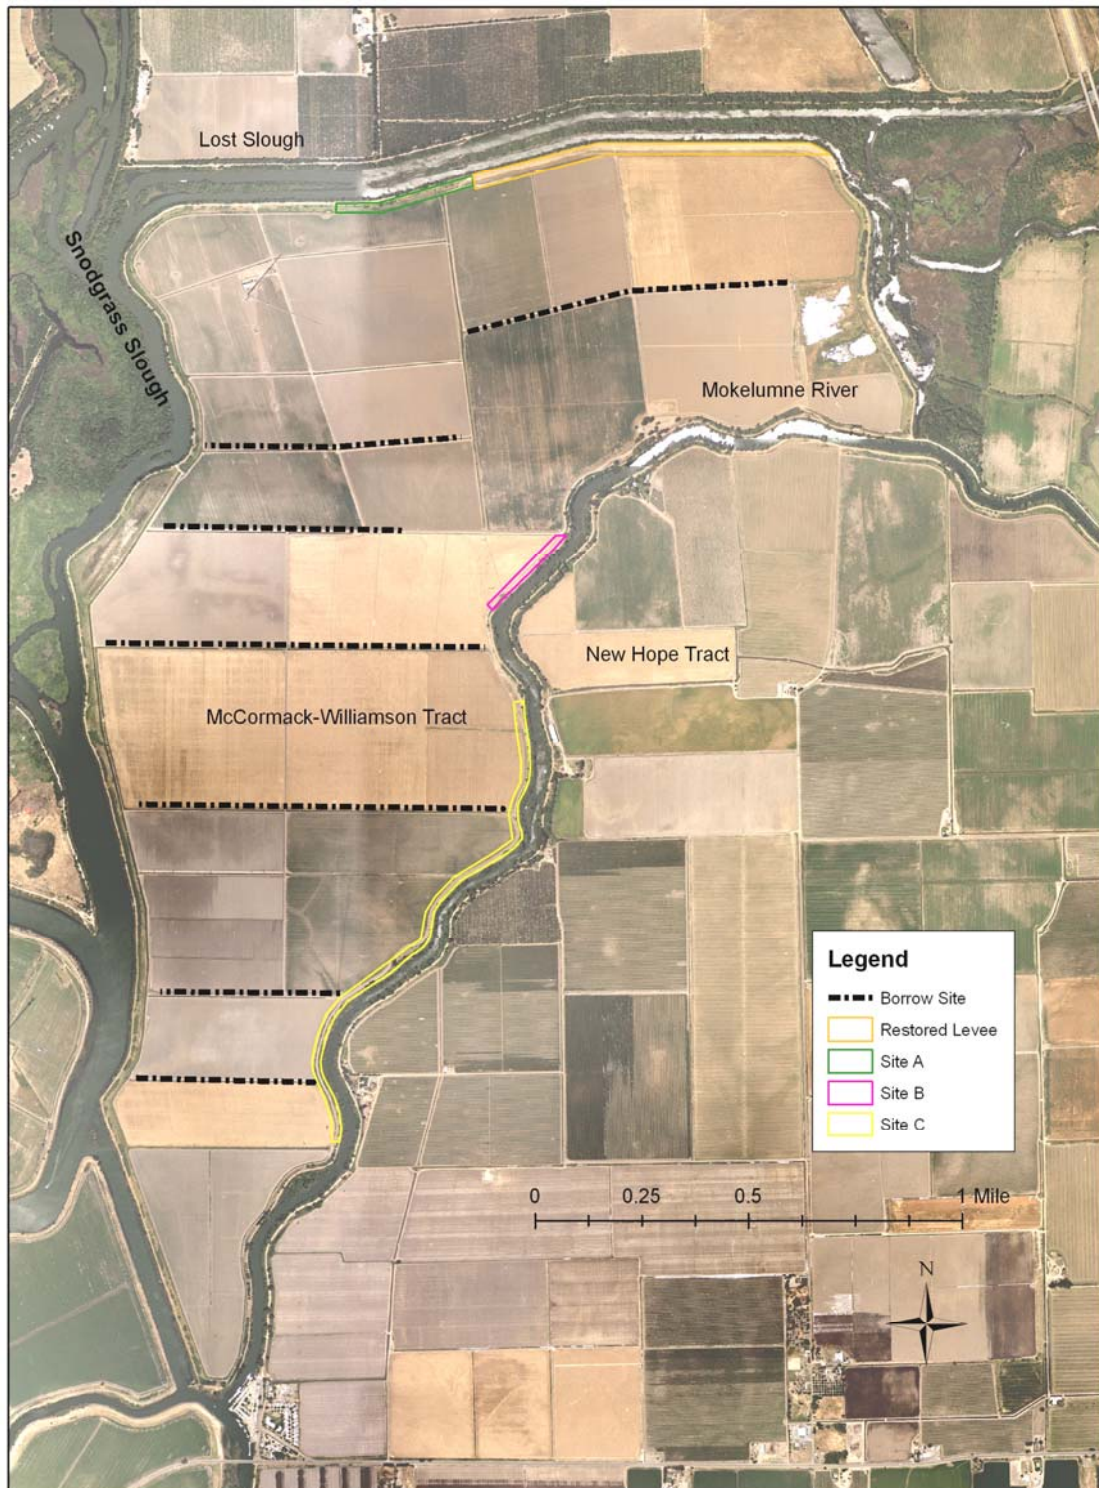 Lost Slough
Snodgrass Slough
Mokelumne River
New Hope Tract
McCormack-Williamson Tract
Legend
Borrow Site
Restored Levee
Site A
Site B
Site C
0 0.25 0.5 1 Mile
N